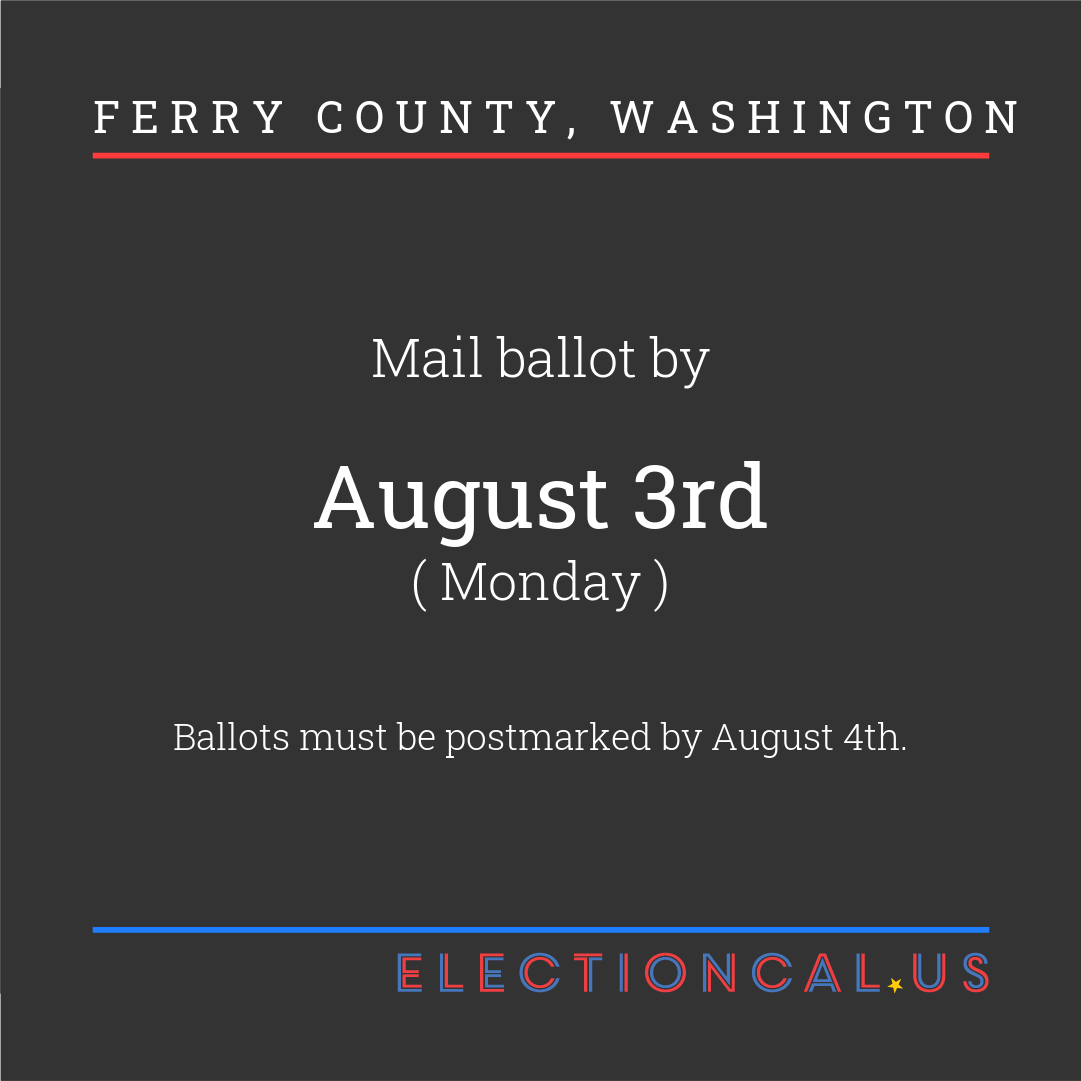 FERRY COUNTY, WASHINGTON
Mail ballot by
August 3rd
( Monday )
Ballots must be postmarked by August 4th.
ELECTIONCAL.US